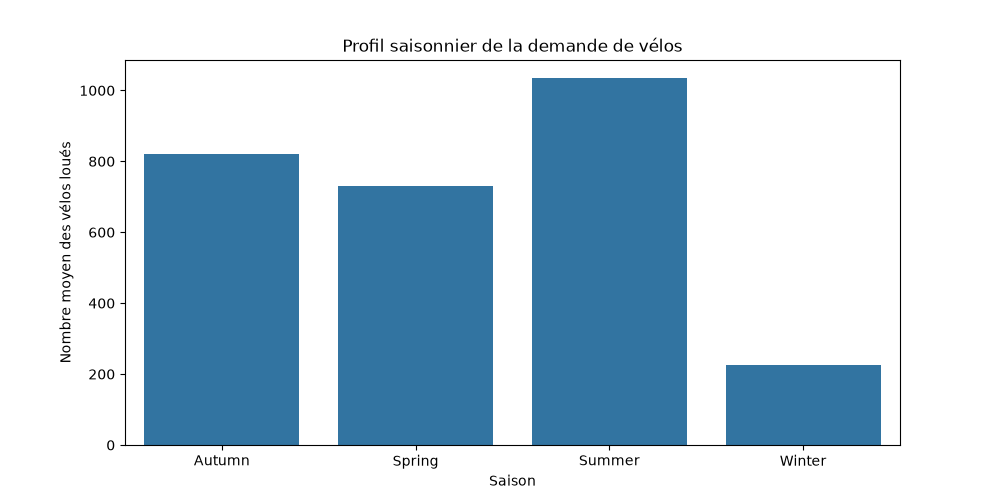 Profil saisonnier de la demande de vélos
Nombre moyen des vélos loués
1000
800
600
400
200
0
Autumn Spring Summer Winter
Saison